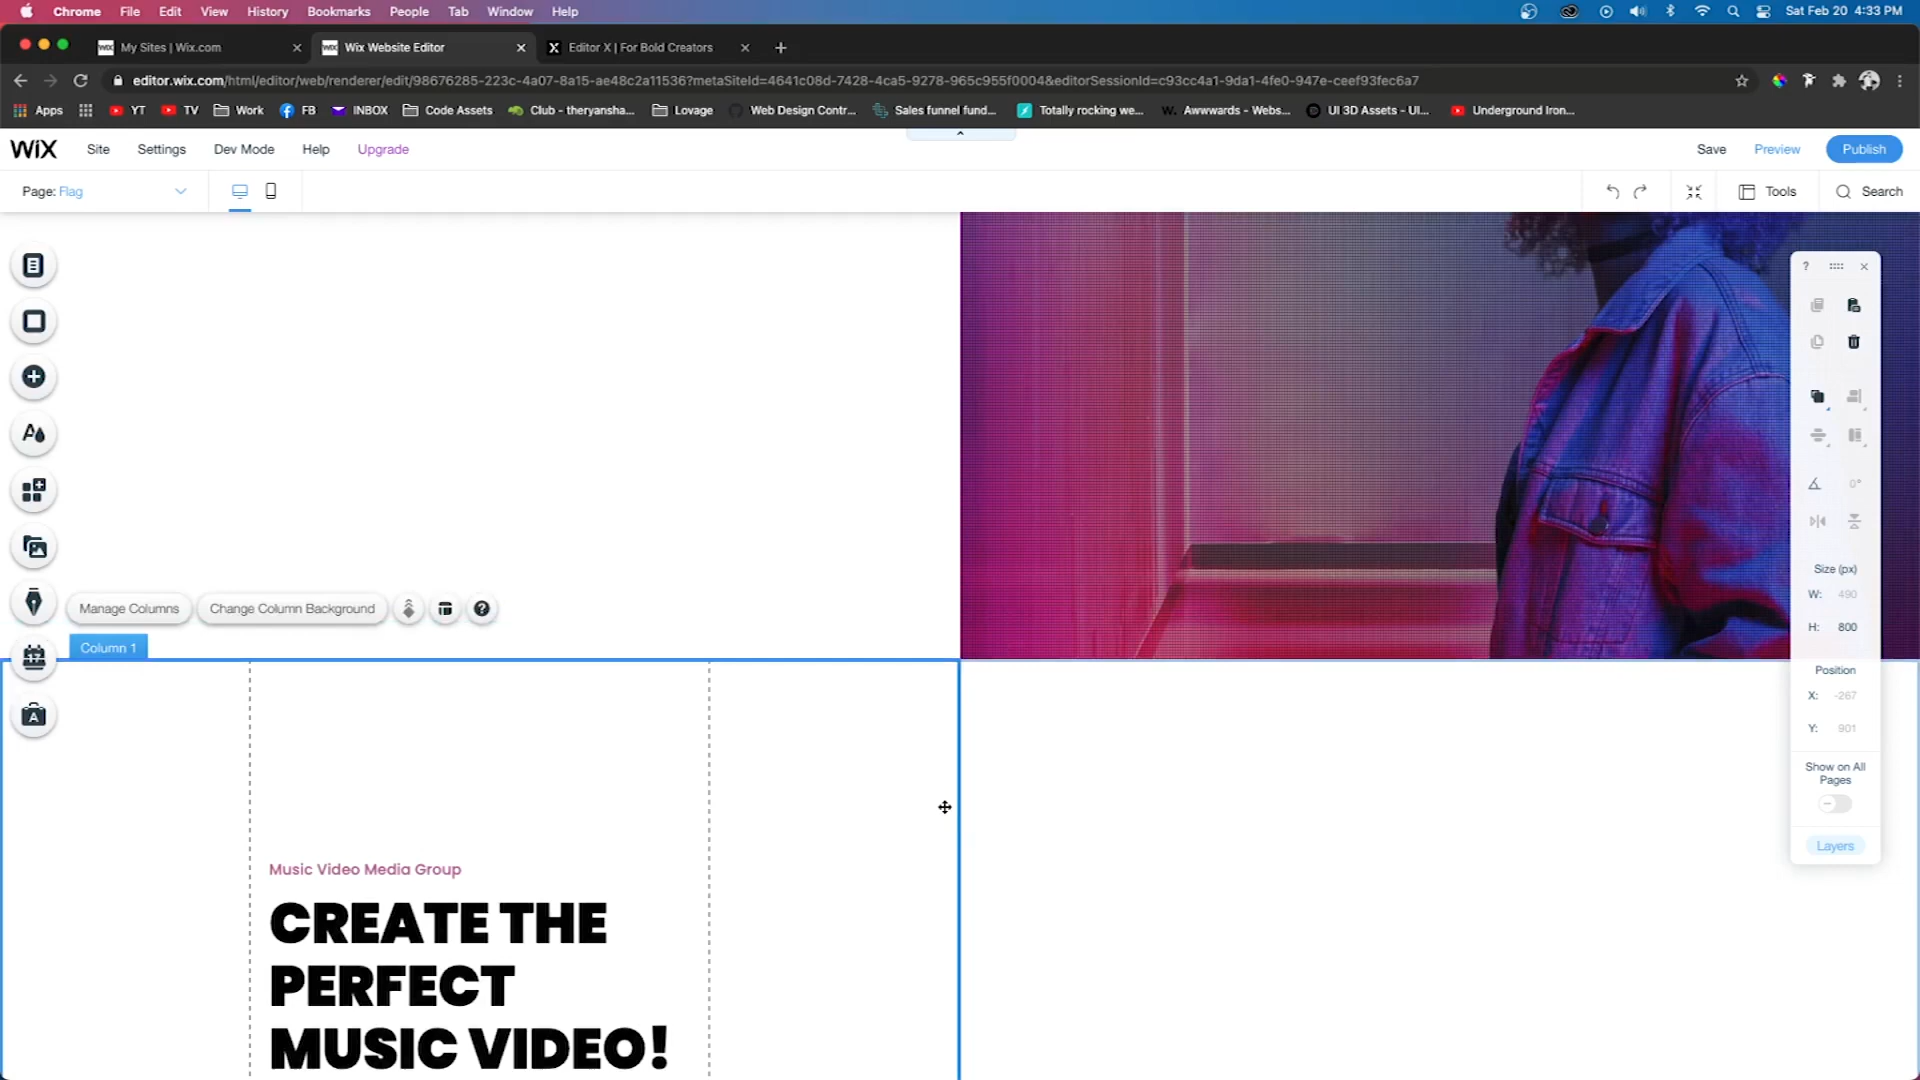 Chrome File Edit View History Bookmarks People Tab Window Help Sat Feb 20 4:33 PM
My Sites | Wix.com Wix Website Editor Editor X | For Bold Creators
editor.wix.com/html/editor/web/renderer/edit/98676285-223c-4a07-8a15-ae48c2a11536?metaSiteId=4641c08d-7428-4ca5-9278-965c955f0004&editorSessionId=c93cc4a1-9da1-4fe0-947e-ceef93fec6a7
Apps YT TV Work FB INBOX Code Assets Club - theryansha... Lovage Web Design Contr... Sales funnel fund... Totally rocking we... Awwwards - Webs... UI 3D Assets - UI... Underground Iron...
WiX Site Settings Dev Mode Help Upgrade Save Preview Publish
Page: Flag Tools Search
Manage Columns Change Column Background
Column 1
Music Video Media Group
CREATE THE
PERFECT
MUSIC VIDEO!
0°
Size (px)
W: 490
H: 800
Position
X: -267
Y: 901
Show on All
Pages
Layers